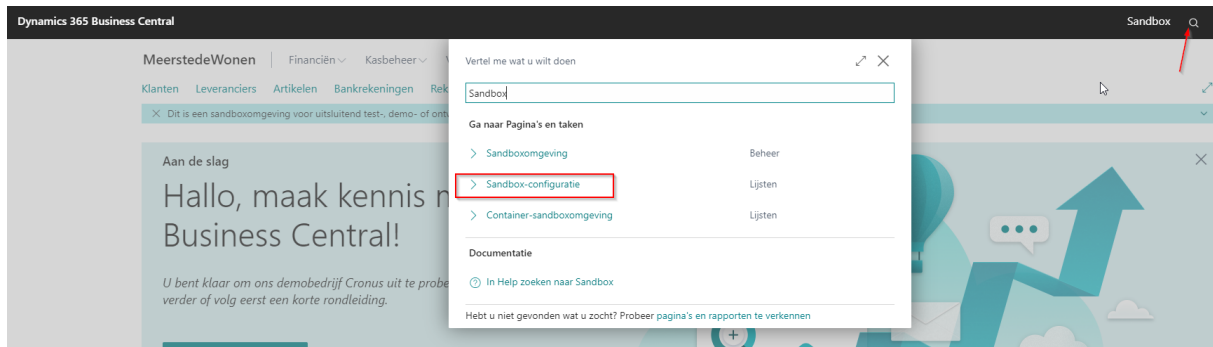 Dynamics 365 Business Central
Sandbox
MeerstedeWonen
Financiën
Kasbeheer
Klanten Leveranciers Artikelen Bankrekeningen Rek
Dit is een sandboxomgeving voor uitsluitend test-, demo- of ont
Aan de slag
Hallo, maak kennis m
Business Central!
U bent klaar om ons demobedrijf Cronus uit te probe
verder of volg eerst een korte rondleiding.
Vertel me wat u wilt doen
Sandbox
Ga naar Pagina's en taken
Sandboxomgeving Beheer
Sandbox-configuratie Lijsten
Container-sandboxomgeving Lijsten
Documentatie
In Help zoeken naar Sandbox
Hebt u niet gevonden wat u zocht? Probeer pagina's en rapporten te verkennen